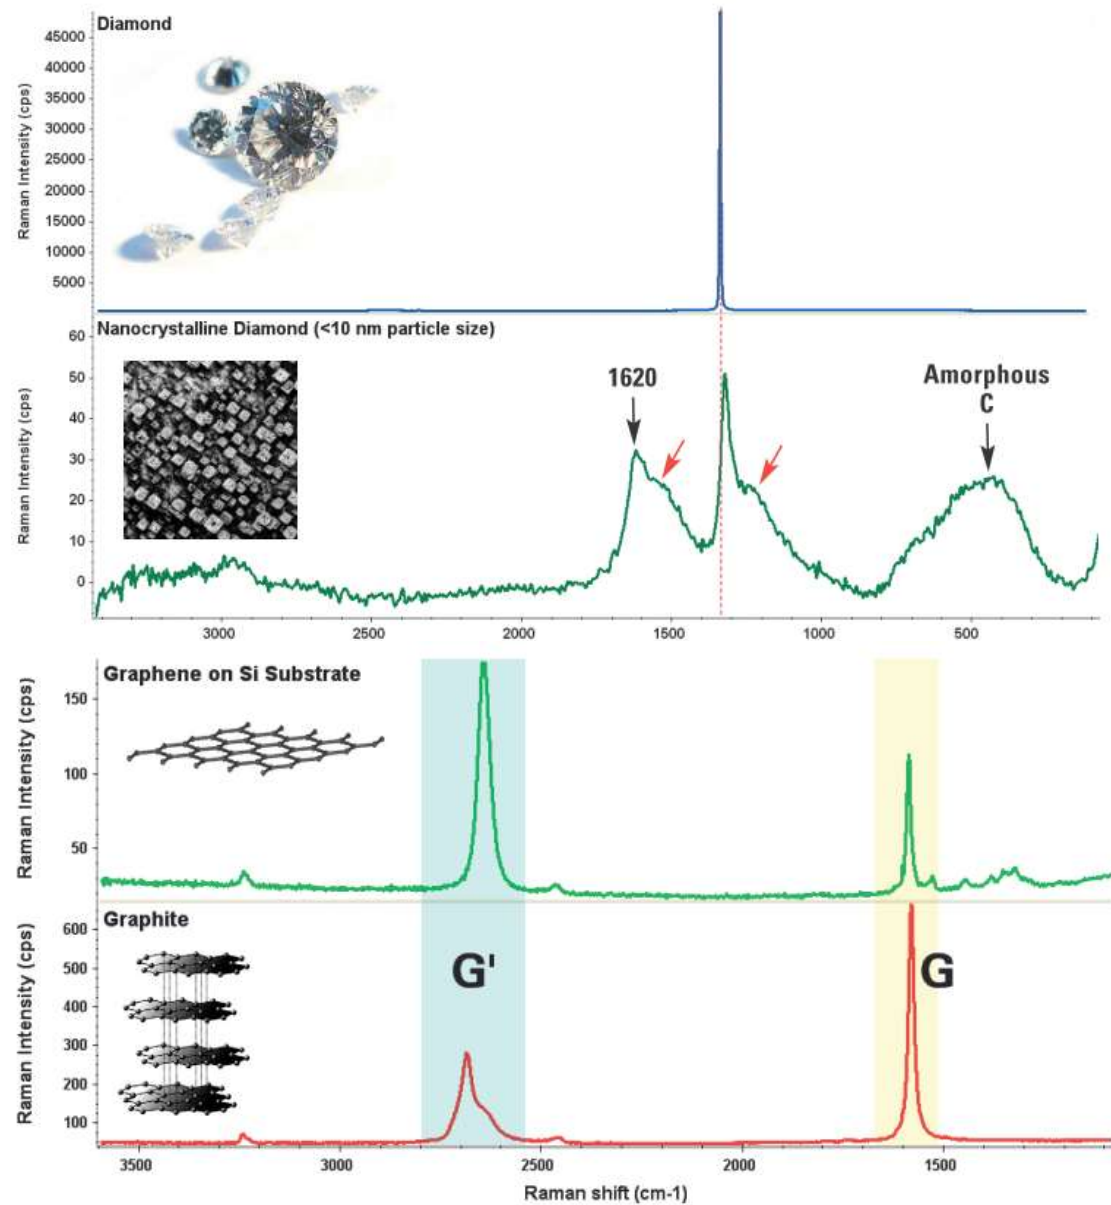 Diamond
Raman Intensity (cps)
45000
40000
35000
30000
25000
20000
15000
10000
5000
Nanocrystalline Diamond (<10 nm particle size)
Raman Intensity (cps)
60
50
40
30
20
10
0
1620
Amorphous
C
3000 2500 2000 1500 1000 500
Graphene on Si Substrate
Raman Intensity (cps)
150
100
50
Graphite
Raman Intensity (cps)
600
500
400
300
200
100
G' G
3500 3000 2500 2000 1500
Raman shift (cm-1)